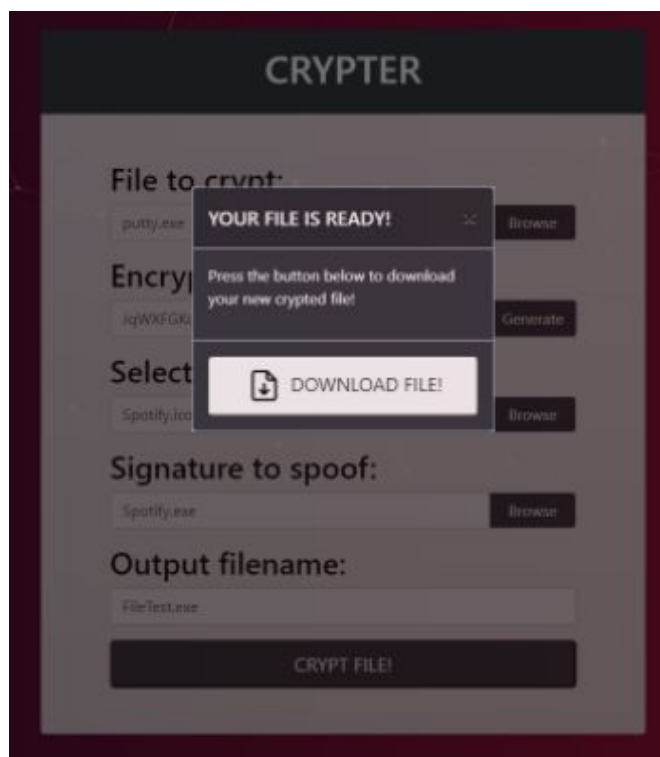 CRYPTER
File to crypt:
putty.exe
YOUR FILE IS READY!
Browse
Press the button below to download
your new crypted file!
Encryp
Generate
Select
DOWNLOAD FILE!
Spotify.ico
Browse
Signature to spoof:
Spotify.exe
Browse
Output filename:
FileTest.exe
CRYPT FILE!